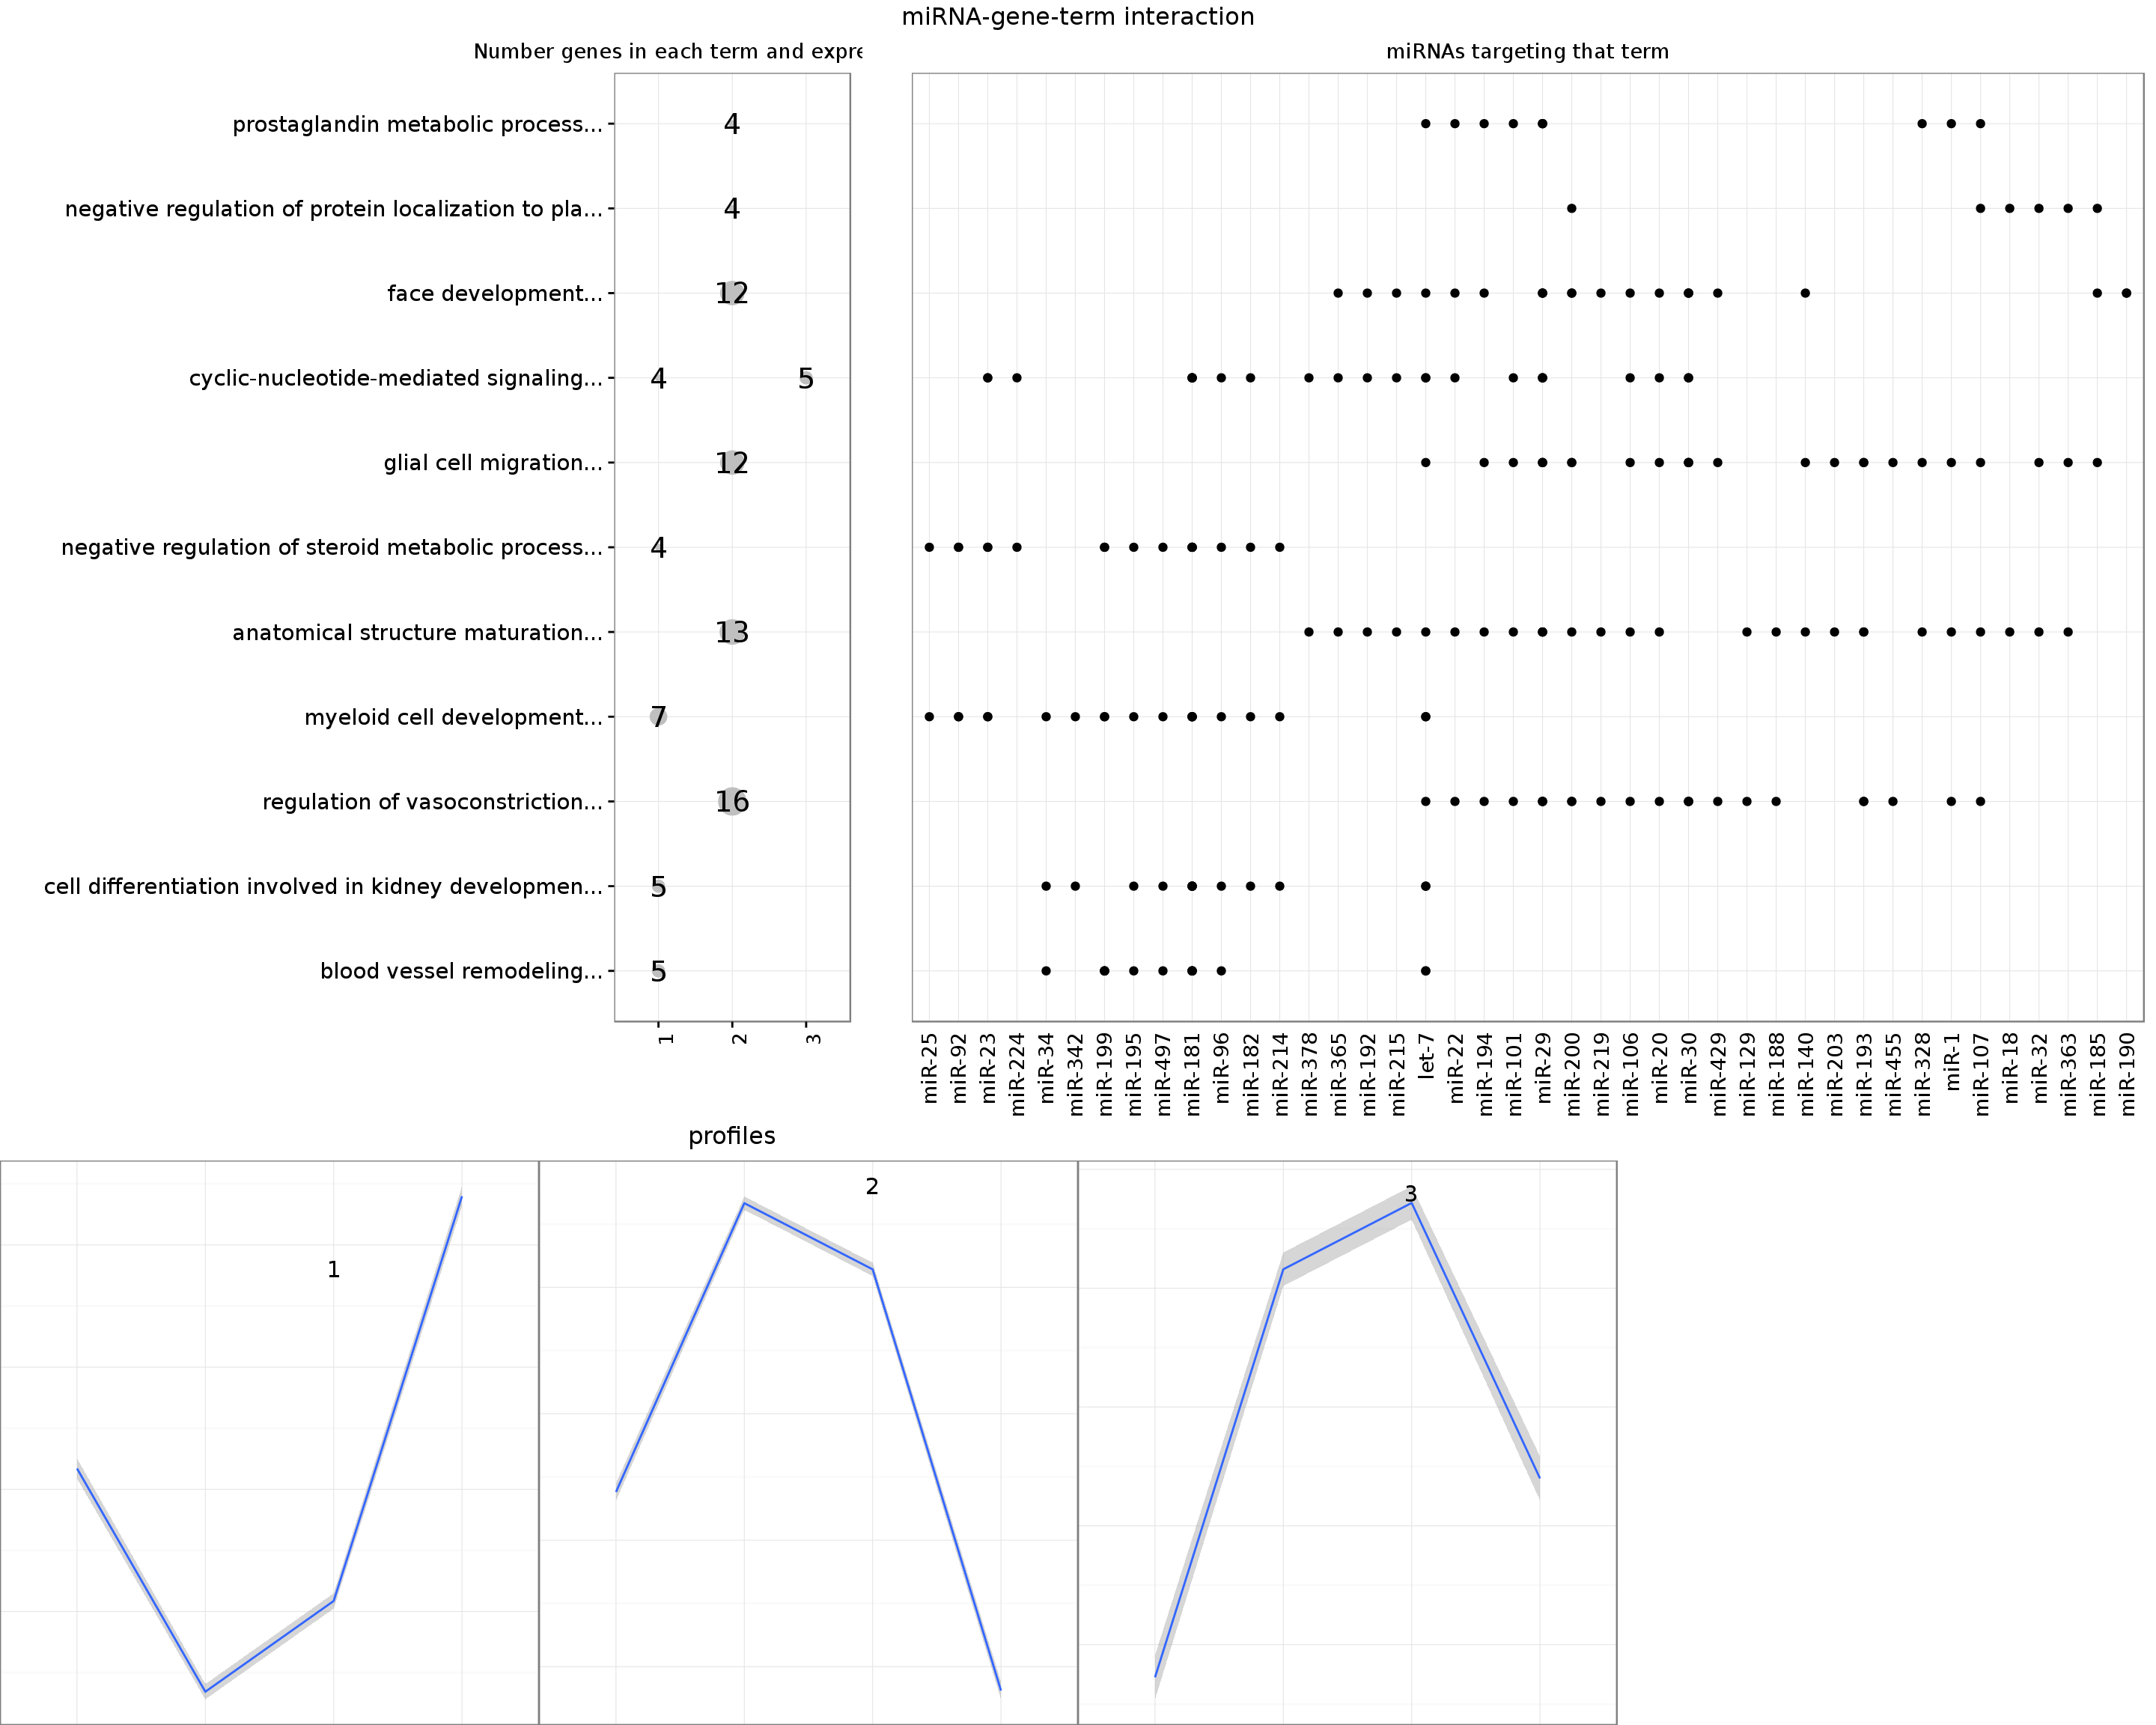 miRNA-gene-term interaction
Number genes in each term and expre
miRNAs targeting that term
prostaglandin metabolic process... 4
negative regulation of protein localization to pla... 4
face development... 12
cyclic-nucleotide-mediated signaling... 4 5
glial cell migration... 12
negative regulation of steroid metabolic process... 4
anatomical structure maturation... 13
myeloid cell development... 7
regulation of vasoconstriction... 16
cell differentiation involved in kidney developmen... 5
blood vessel remodeling... 5
1
2
3
miR-25
miR-92
miR-23
miR-224
miR-34
miR-342
miR-199
miR-195
miR-497
miR-181
miR-96
miR-182
miR-214
miR-378
miR-365
miR-192
miR-215
let-7
miR-22
miR-194
miR-101
miR-29
miR-200
miR-219
miR-106
miR-20
miR-30
miR-429
miR-129
miR-188
miR-140
miR-203
miR-193
miR-455
miR-328
miR-1
miR-107
miR-18
miR-32
miR-363
miR-185
miR-190
profiles
1
2
3